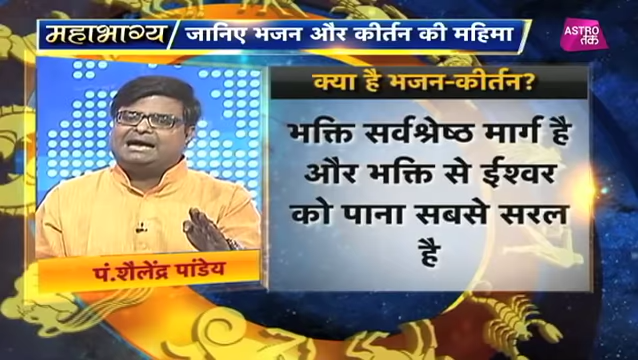 महाभाग्य
जानिए भजन और कीर्तन की महिमा
ASTRO
तक
क्या है भजन-कीर्तन?
भक्ति सर्वश्रेष्ठ मार्ग है
और भक्ति से ईश्वर
को पाना सबसे सरल
है
पं.शैलेंद्र पांडेय